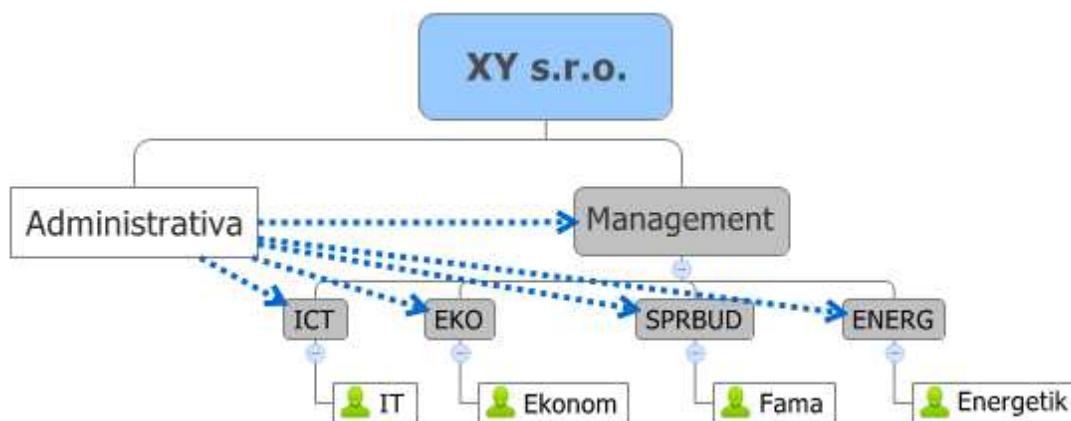 XY s.r.o.
Administrativa
Management
ICT
EKO
SPRBUD
ENERG
IT
Ekonom
Fama
Energetik